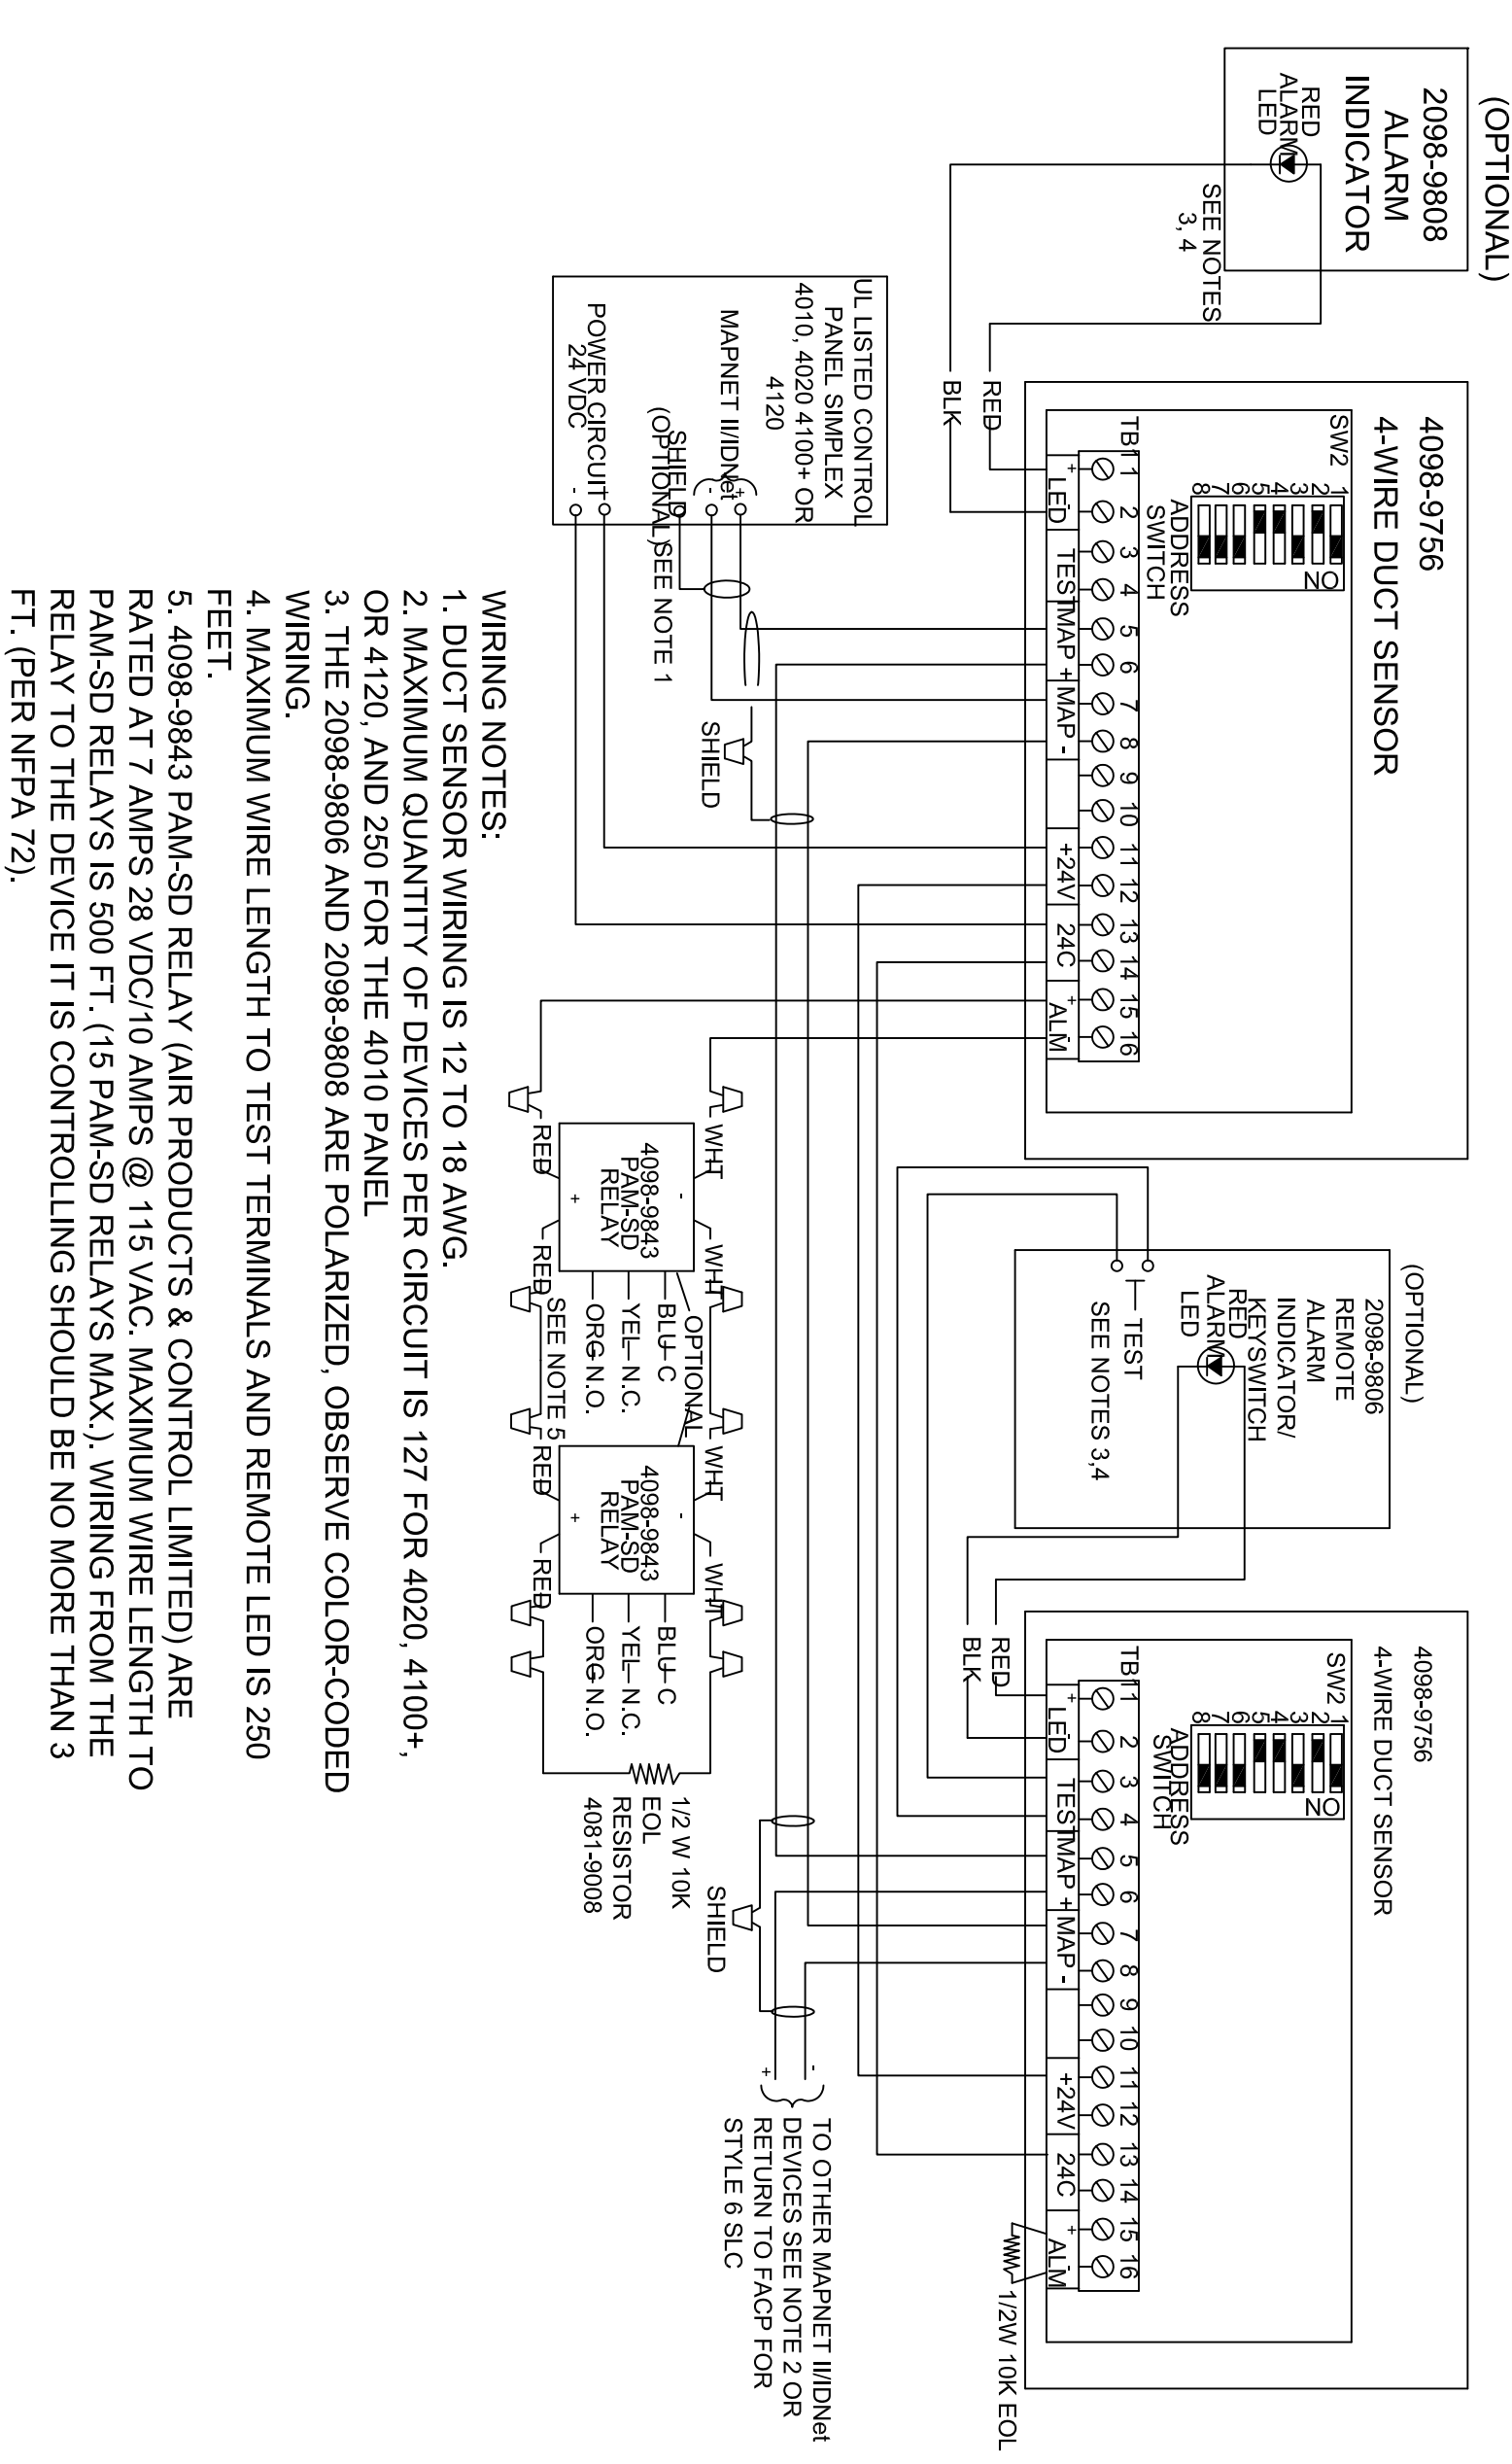 (OPTIONAL)
2098-9808
ALARM
INDICATOR
RED
ALARM
LED
SEE NOTES
3, 4
RED
BLK
4098-9756
4-WIRE DUCT SENSOR
SW2
1 2 3 4 5 6 7 8
ON
ADDRESS
SWITCH
TB1
1 2 3 4 5 6 7 8 9 10 11 12 13 14 15 16
+ -
LED
TEST
MAP +
MAP -
+24V
24C
+ -
ALM
UL LISTED CONTROL
PANEL SIMPLEX
4010, 4020 4100+ OR
4120
MAPNET II/IDNet
+
-
SHIELD
(OPTIONAL)
SEE NOTE 1
POWER CIRCUIT
24 VDC
+
-
SHIELD
(OPTIONAL)
2098-9806
REMOTE
ALARM
INDICATOR/
KEYSWITCH
RED
ALARM
LED
TEST
SEE NOTES 3,4
RED
BLK
4098-9756
4-WIRE DUCT SENSOR
SW2
1 2 3 4 5 6 7 8
ON
ADDRESS
SWITCH
TB1
1 2 3 4 5 6 7 8 9 10 11 12 13 14 15 16
+ -
LED
TEST
MAP +
MAP -
+24V
24C
+ -
ALM
1/2W 10K EOL
WHT
WHT
-
4098-9843
PAM-SD
RELAY
+
RED
RED
BLU C
YEL N.C.
ORG N.O.
OPTIONAL
SEE NOTE 5
WHT
WHT
-
4098-9843
PAM-SD
RELAY
+
RED
RED
BLU C
YEL N.C.
ORG N.O.
1/2 W 10K
EOL
RESISTOR
4081-9008
SHIELD
-
+
TO OTHER MAPNET II/IDNet
DEVICES SEE NOTE 2 OR
RETURN TO FACP FOR
STYLE 6 SLC
WIRING NOTES:
1. DUCT SENSOR WIRING IS 12 TO 18 AWG.
2. MAXIMUM QUANTITY OF DEVICES PER CIRCUIT IS 127 FOR 4020, 4100+,
OR 4120, AND 250 FOR THE 4010 PANEL
3. THE 2098-9806 AND 2098-9808 ARE POLARIZED, OBSERVE COLOR-CODED
WIRING.
4. MAXIMUM WIRE LENGTH TO TEST TERMINALS AND REMOTE LED IS 250
FEET.
5. 4098-9843 PAM-SD RELAY (AIR PRODUCTS & CONTROL LIMITED) ARE
RATED AT 7 AMPS 28 VDC/10 AMPS @ 115 VAC. MAXIMUM WIRE LENGTH TO
PAM-SD RELAYS IS 500 FT. (15 PAM-SD RELAYS MAX.). WIRING FROM THE
RELAY TO THE DEVICE IT IS CONTROLLING SHOULD BE NO MORE THAN 3
FT. (PER NFPA 72).